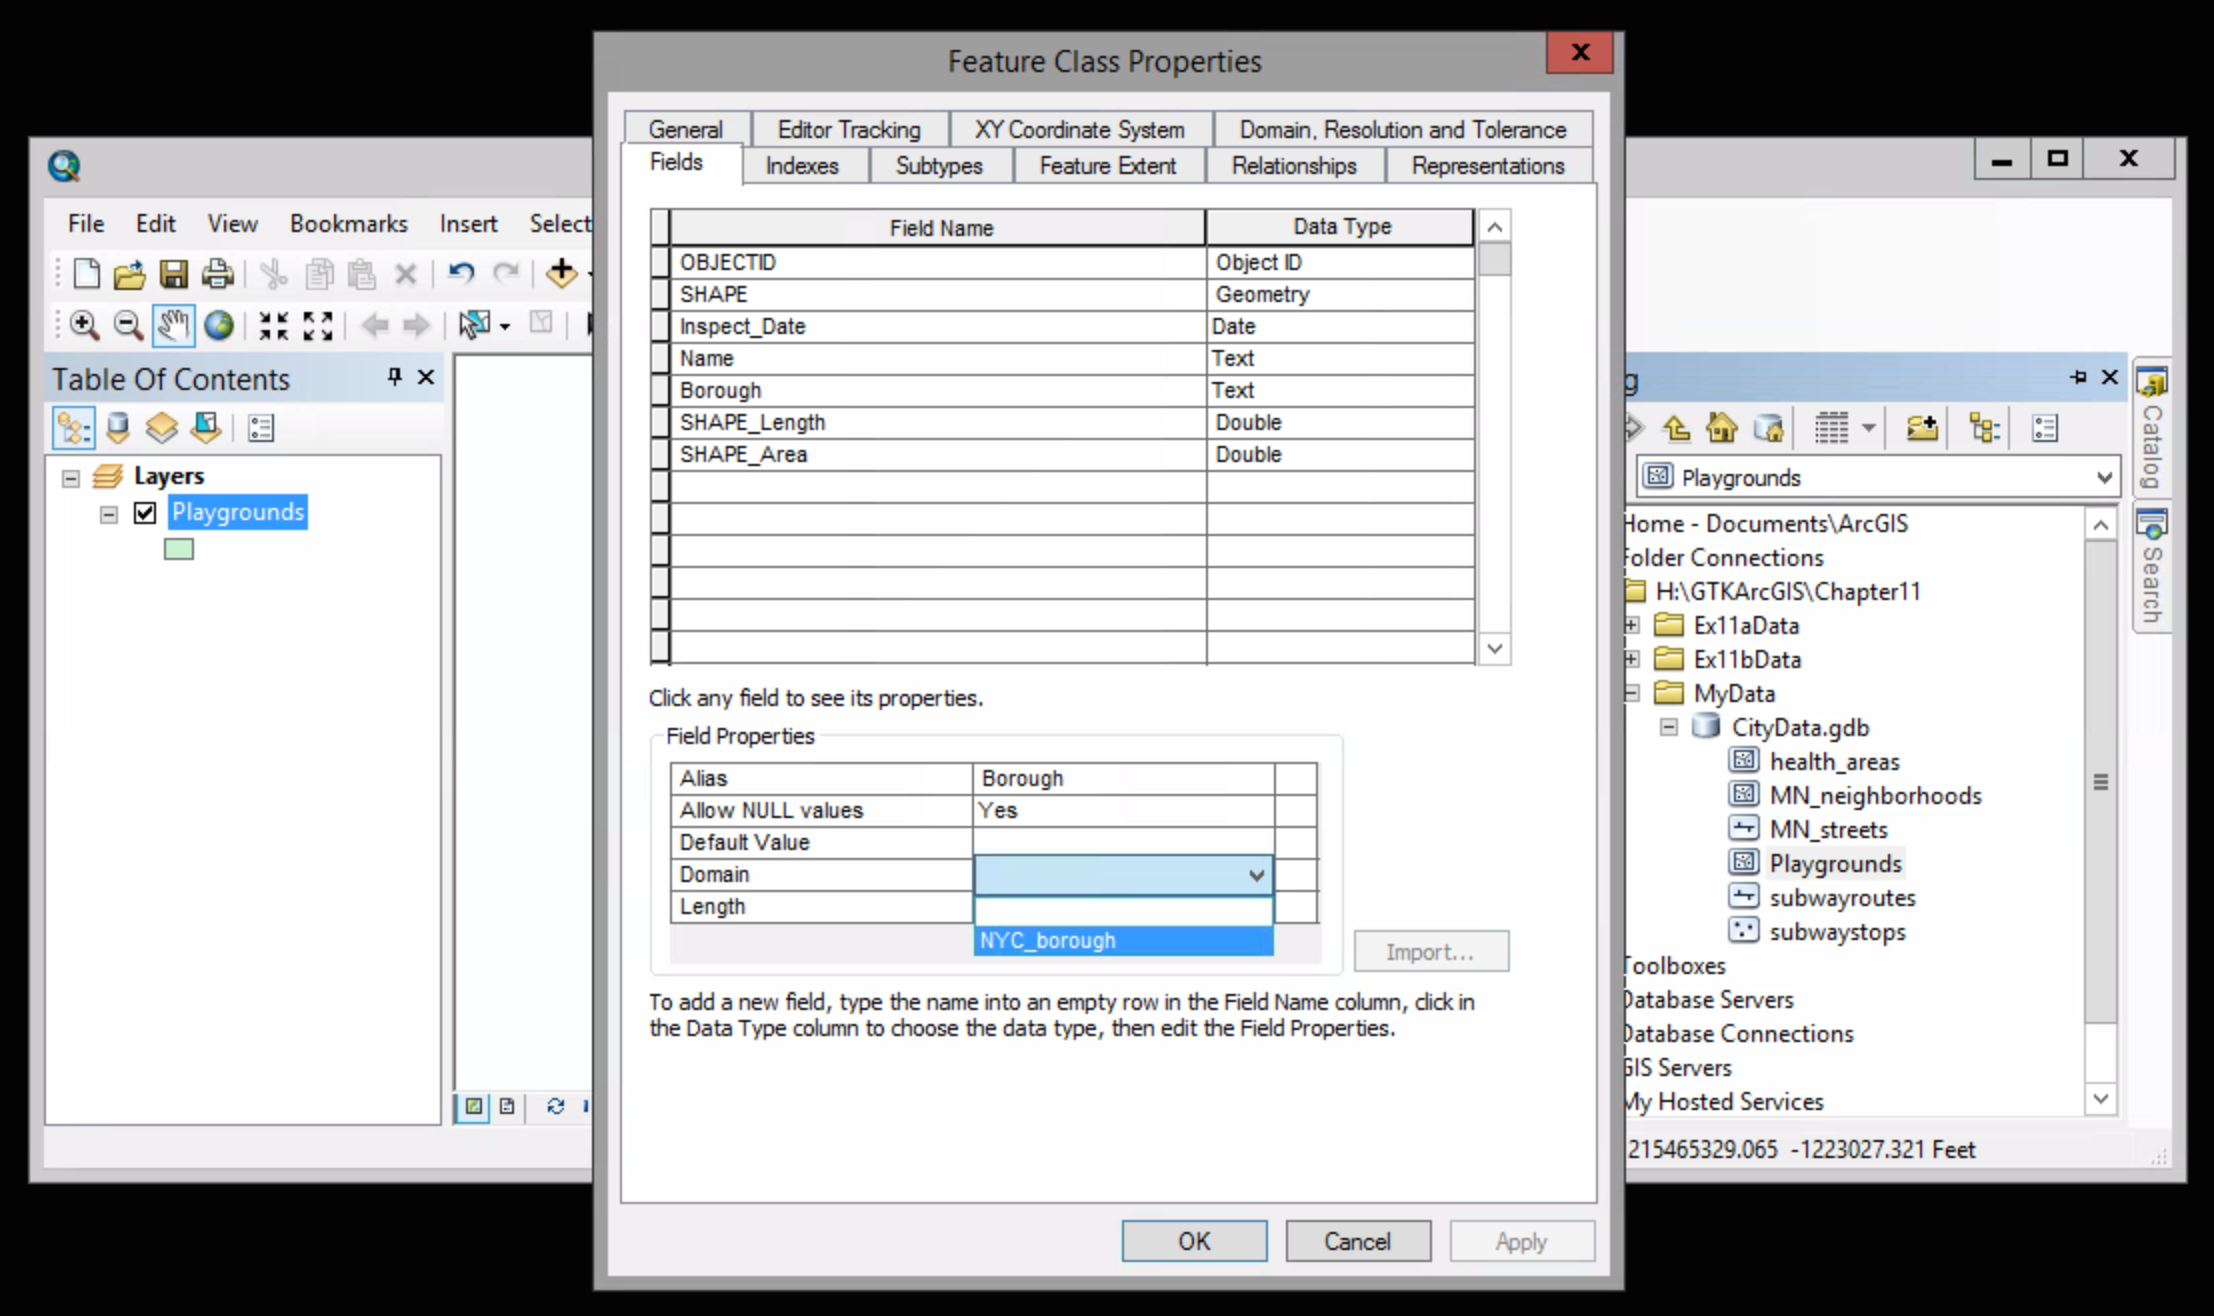 Feature Class Properties
X
General
Editor Tracking
XY Coordinate System
Domain, Resolution and Tolerance
Fields
Indexes
Subtypes
Feature Extent
Relationships
Representations
File
Edit
View
Bookmarks
Insert
Select
Table Of Contents
Layers
Playgrounds
Field Name
Data Type
OBJECTID
Object ID
SHAPE
Geometry
Inspect_Date
Date
Name
Text
Borough
Text
SHAPE_Length
Double
SHAPE_Area
Double
Click any field to see its properties.
Field Properties
Alias
Borough
Allow NULL values
Yes
Default Value
Domain
Length
NYC_borough
Import...
To add a new field, type the name into an empty row in the Field Name column, click in
the Data Type column to choose the data type, then edit the Field Properties.
OK
Cancel
Apply
g
Catalog
Search
Playgrounds
Home - Documents\ArcGIS
Folder Connections
H:\GTKArcGIS\Chapter11
Ex11aData
Ex11bData
MyData
CityData.gdb
health_areas
MN_neighborhoods
MN_streets
Playgrounds
subwayroutes
subwaystops
Toolboxes
Database Servers
Database Connections
GIS Servers
My Hosted Services
215465329.065 -1223027.321 Feet